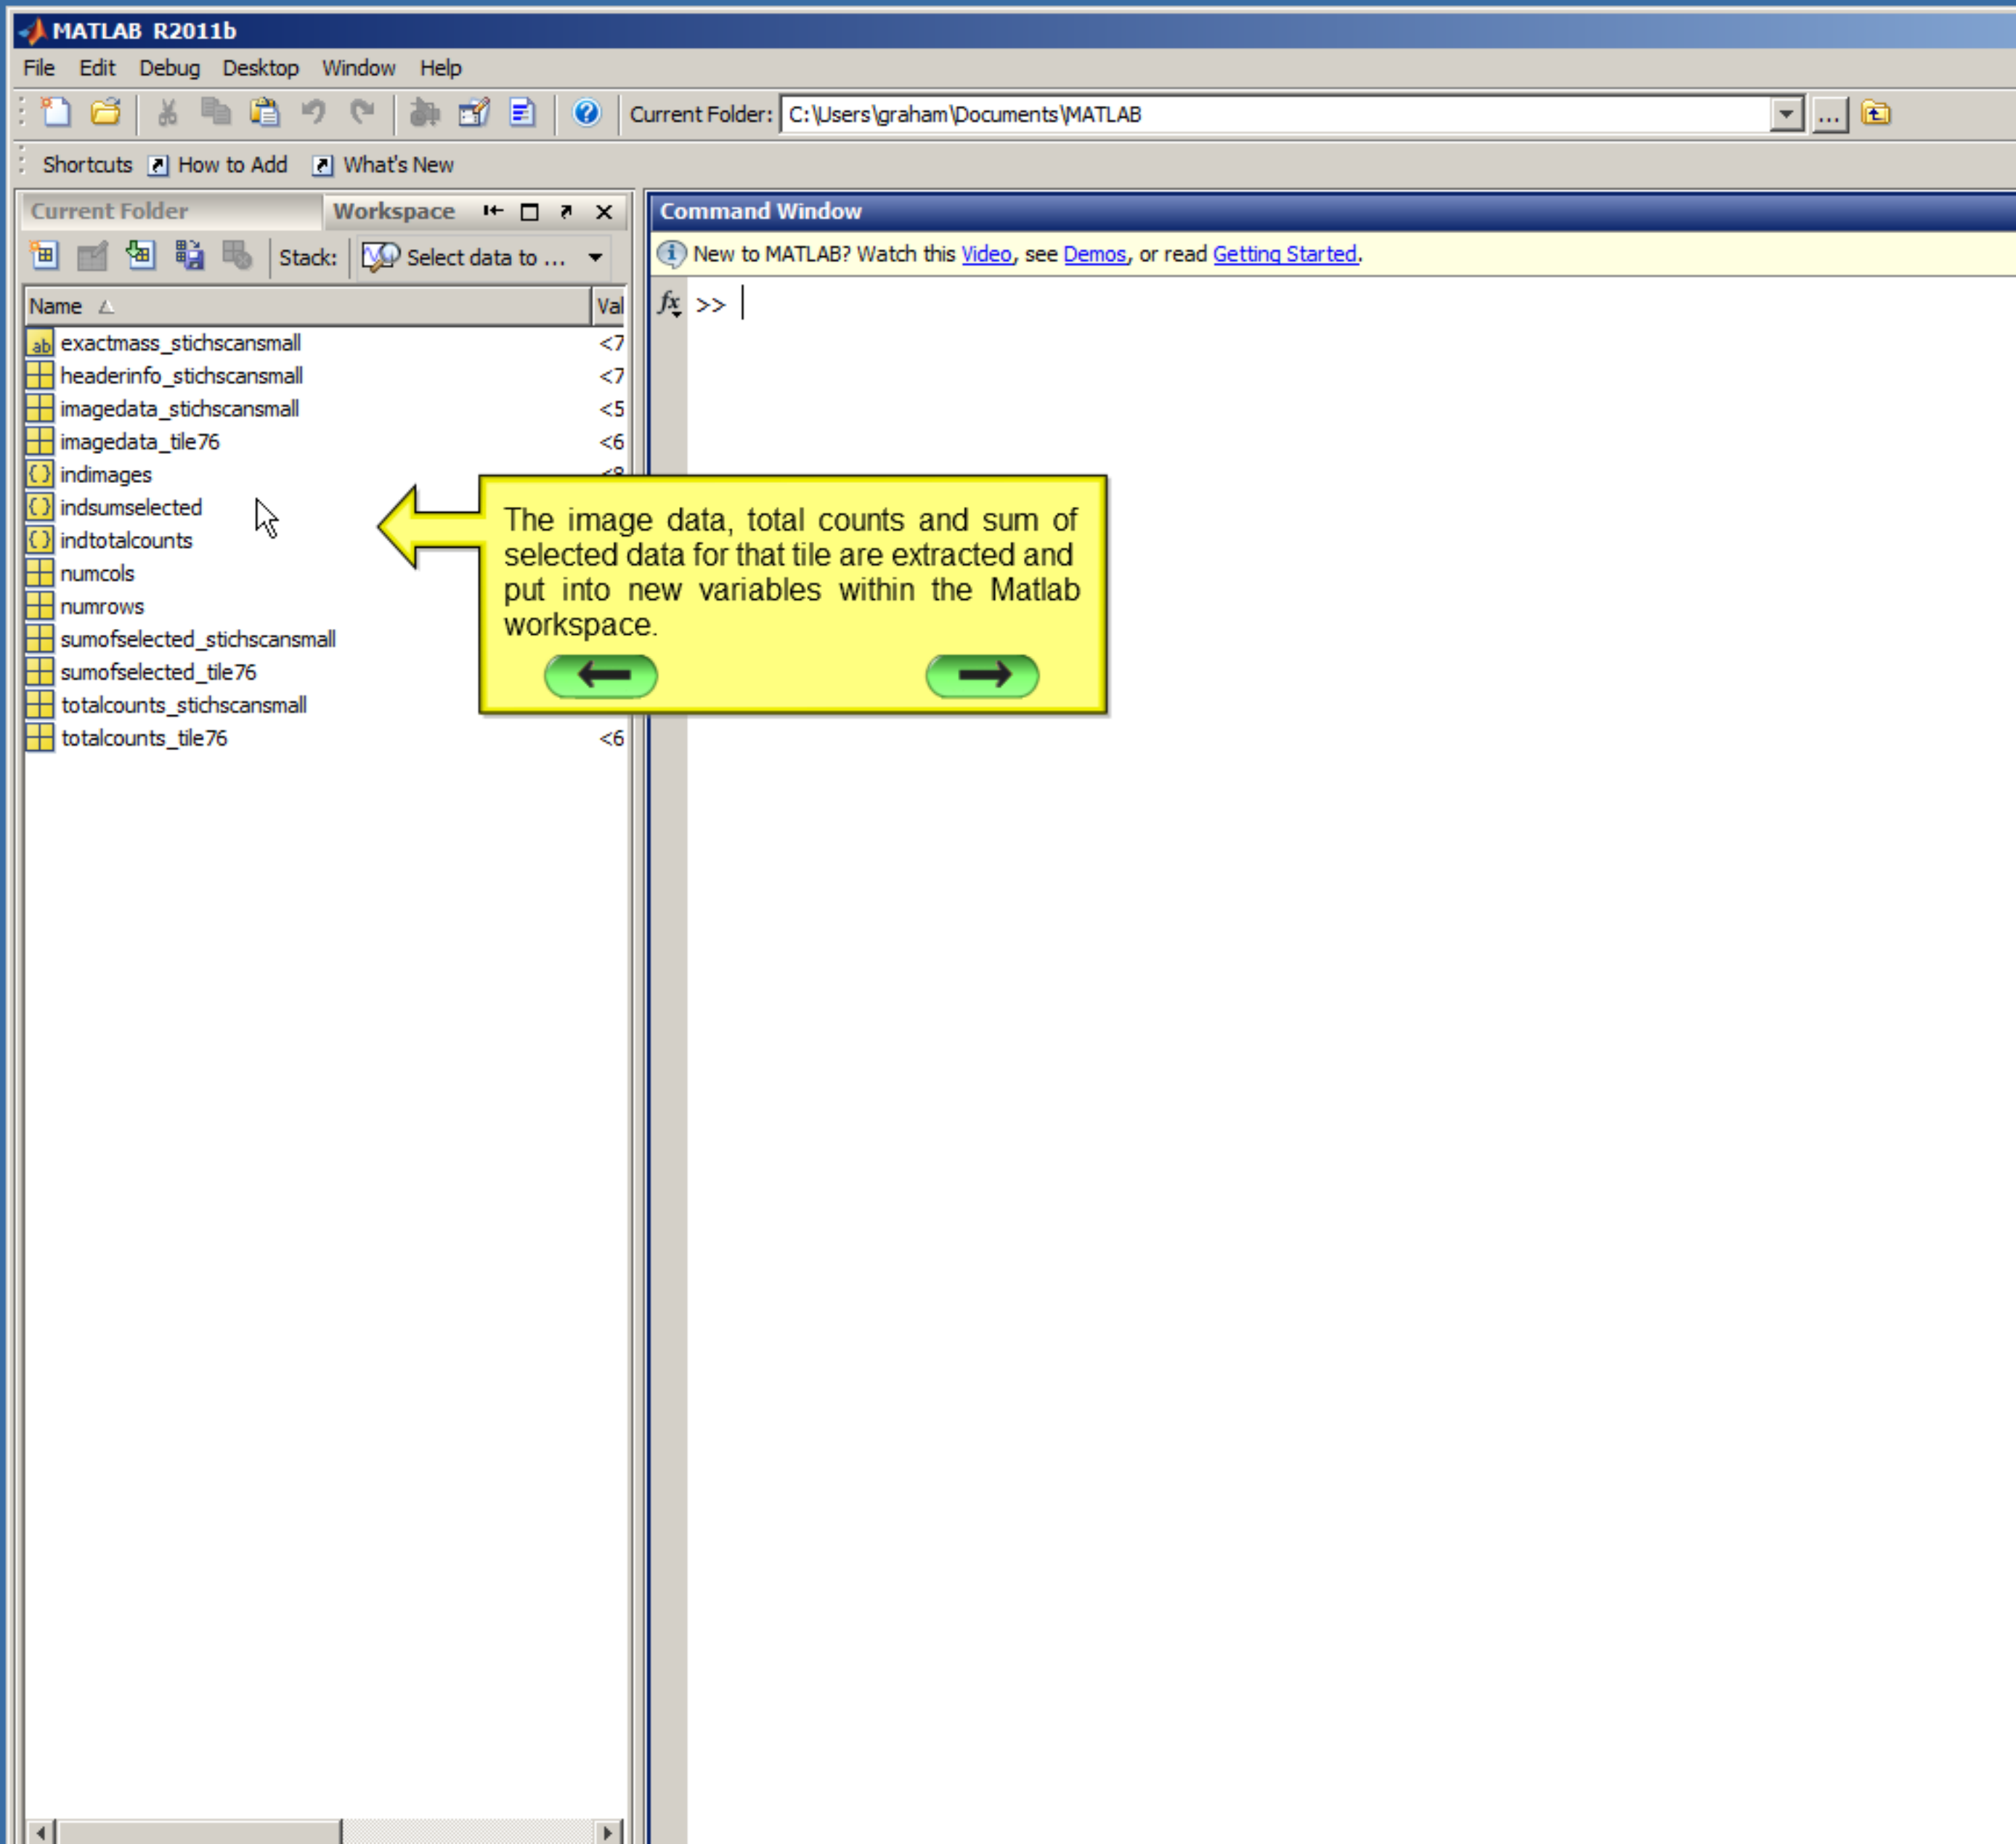 MATLAB R2011b
File Edit Debug Desktop Window Help
Current Folder: C:\Users\graham\Documents\MATLAB ...
Shortcuts How to Add What's New
Current Folder Workspace
Stack: Select data to ...
Name Val
exactmass_stichscansmall <7
headerinfo_stichscansmall <7
imagedata_stichscansmall <5
imagedata_tile76 <6
indimages
indsumselected
indtotalcounts
numcols
numrows
sumofselected_stichscansmall
sumofselected_tile76
totalcounts_stichscansmall
totalcounts_tile76 <6
Command Window
New to MATLAB? Watch this Video, see Demos, or read Getting Started.
fx >>
The image data, total counts and sum of
selected data for that tile are extracted and
put into new variables within the Matlab
workspace.